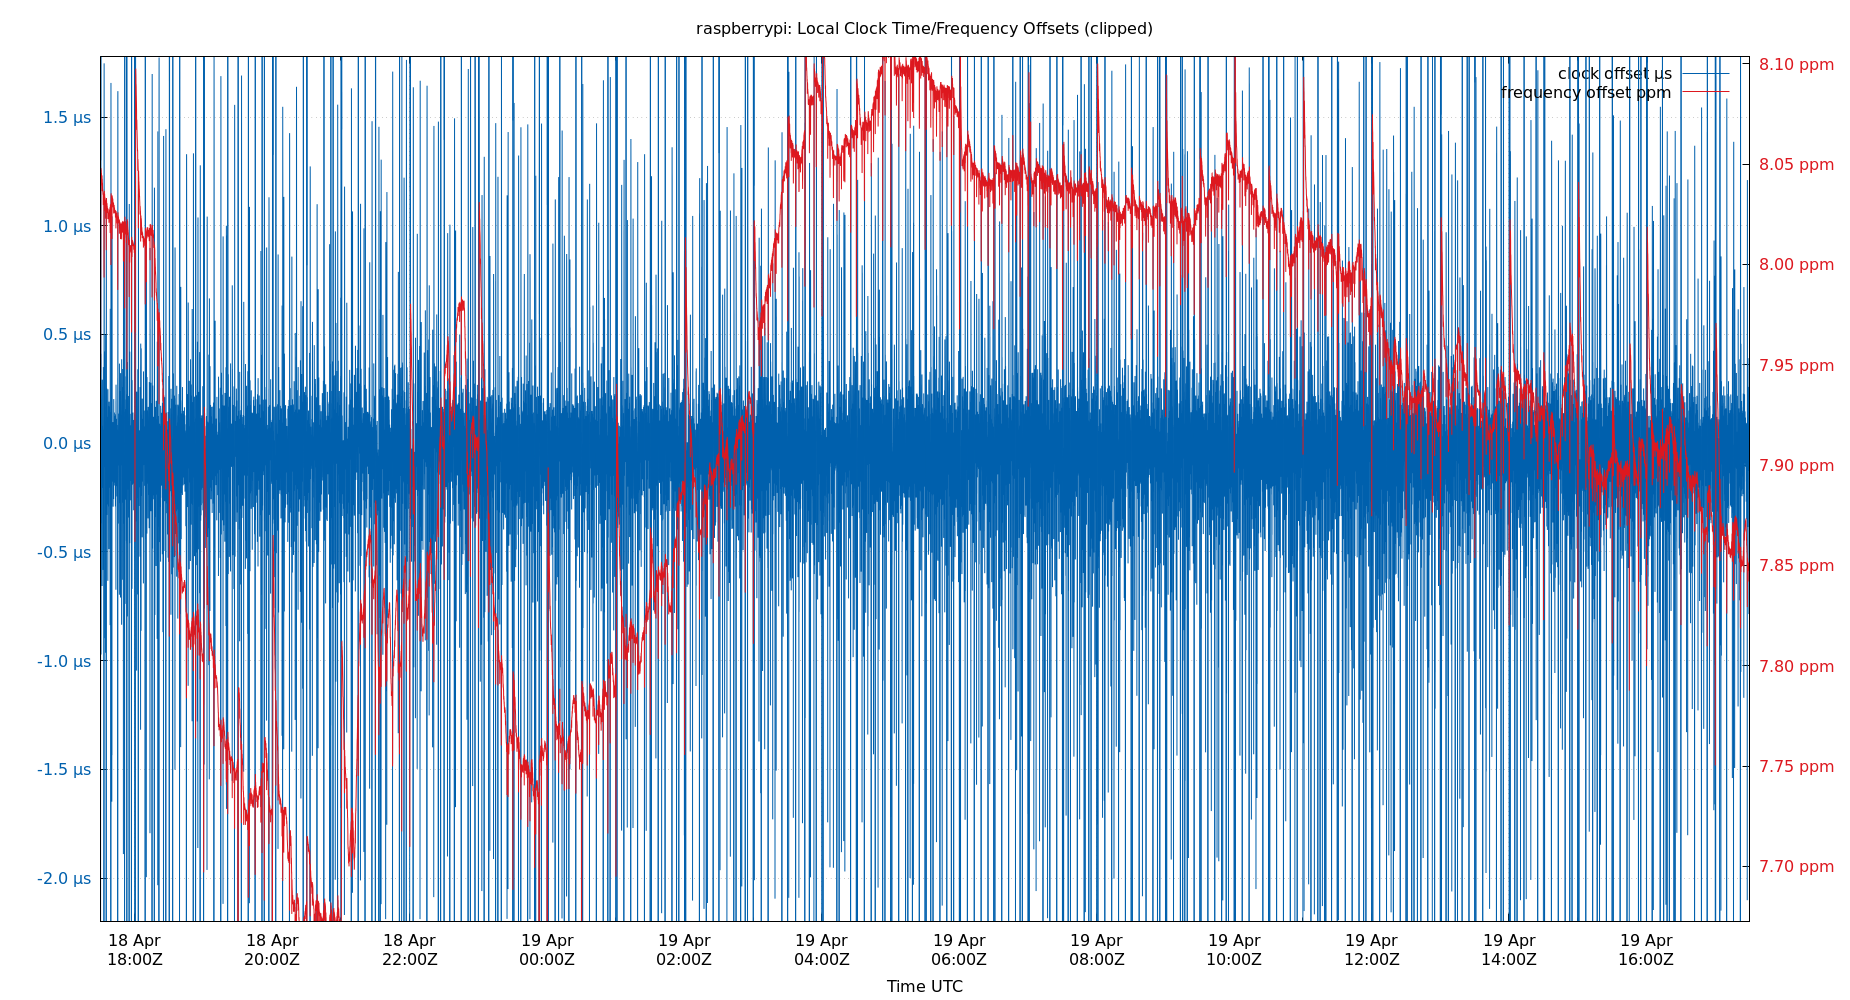 raspberrypi: Local Clock Time/Frequency Offsets (clipped)
clock offset µs
frequency offset ppm
1.5 µs
1.0 µs
0.5 µs
0.0 µs
-0.5 µs
-1.0 µs
-1.5 µs
-2.0 µs
8.10 ppm
8.05 ppm
8.00 ppm
7.95 ppm
7.90 ppm
7.85 ppm
7.80 ppm
7.75 ppm
7.70 ppm
18 Apr 18 Apr 18 Apr 19 Apr 19 Apr 19 Apr 19 Apr 19 Apr 19 Apr 19 Apr 19 Apr 19 Apr
18:00Z 20:00Z 22:00Z 00:00Z 02:00Z 04:00Z 06:00Z 08:00Z 10:00Z 12:00Z 14:00Z 16:00Z
Time UTC